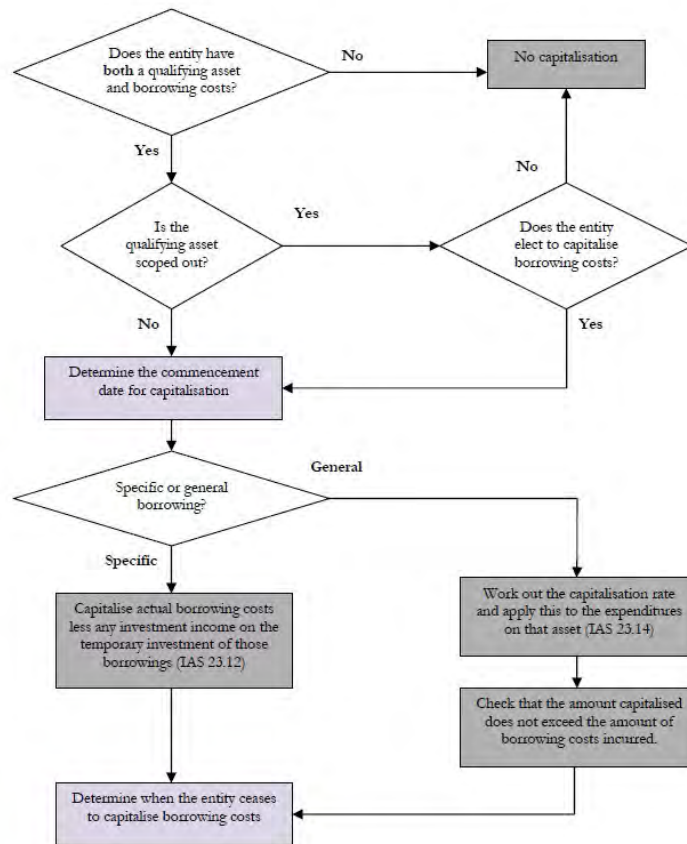 Does the entity have
both a qualifying asset
and borrowing costs?
No
No capitalisation
Yes
No
Is the
qualifying asset
scoped out?
Yes
Does the entity
elect to capitalise
borrowing costs?
No
Yes
Determine the commencement
date for capitalisation
General
Specific or general
borrowing?
Specific
Capitalise actual borrowing costs
less any investment income on the
temporary investment of those
borrowings (IAS 23.12)
Work out the capitalisation rate
and apply this to the expenditures
on that asset (IAS 23.14)
Check that the amount capitalised
does not exceed the amount of
borrowing costs incurred.
Determine when the entity ceases
to capitalise borrowing costs